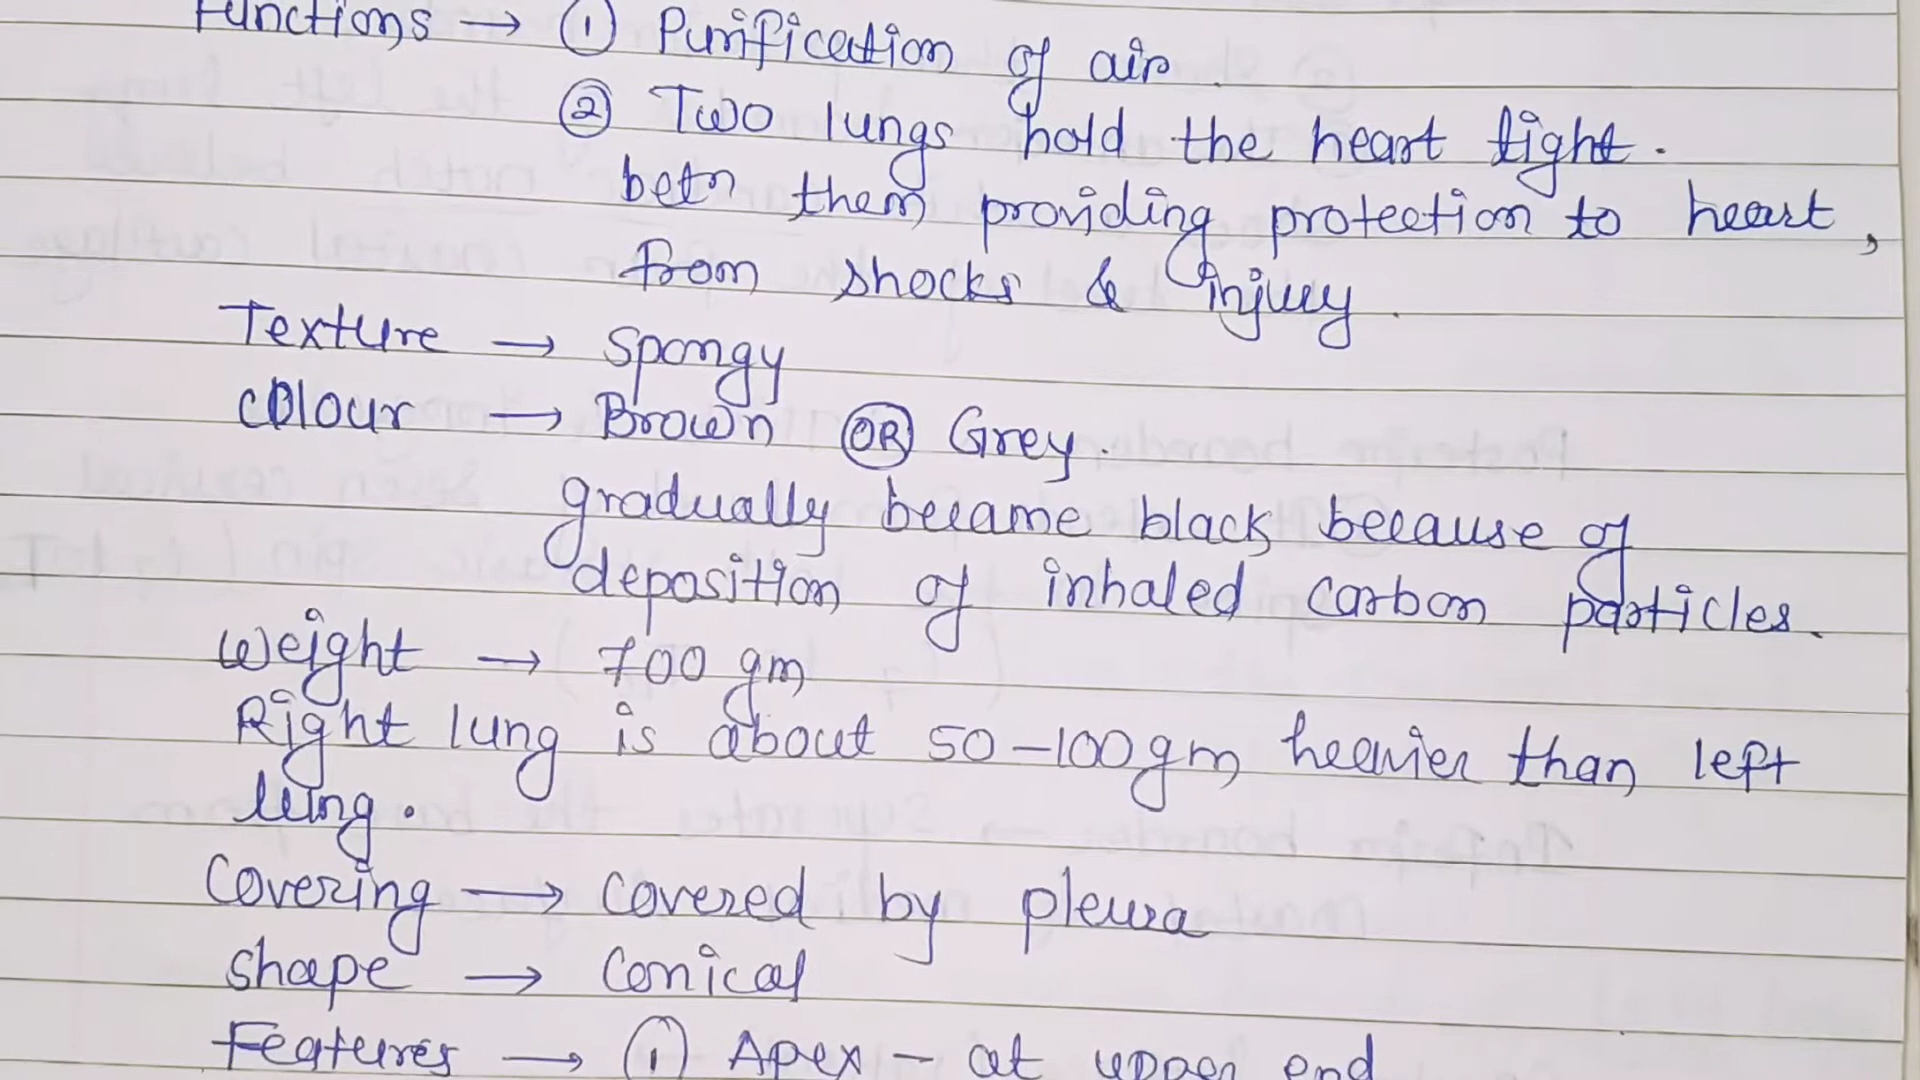 Functions → ① Purification of air
② Two lungs hold the heart tight.
betn them providing protection to heart,
from shocks & injury.
Texture → Spongy
colour → Brown OR Grey.
gradually became black because of
deposition of inhaled carbon particles.
Weight → 700 gm
Right lung is about 50-100gm heavier than left
lung.
Covering → covered by pleura
shape → Conical
Features → ① Apex - at upper end